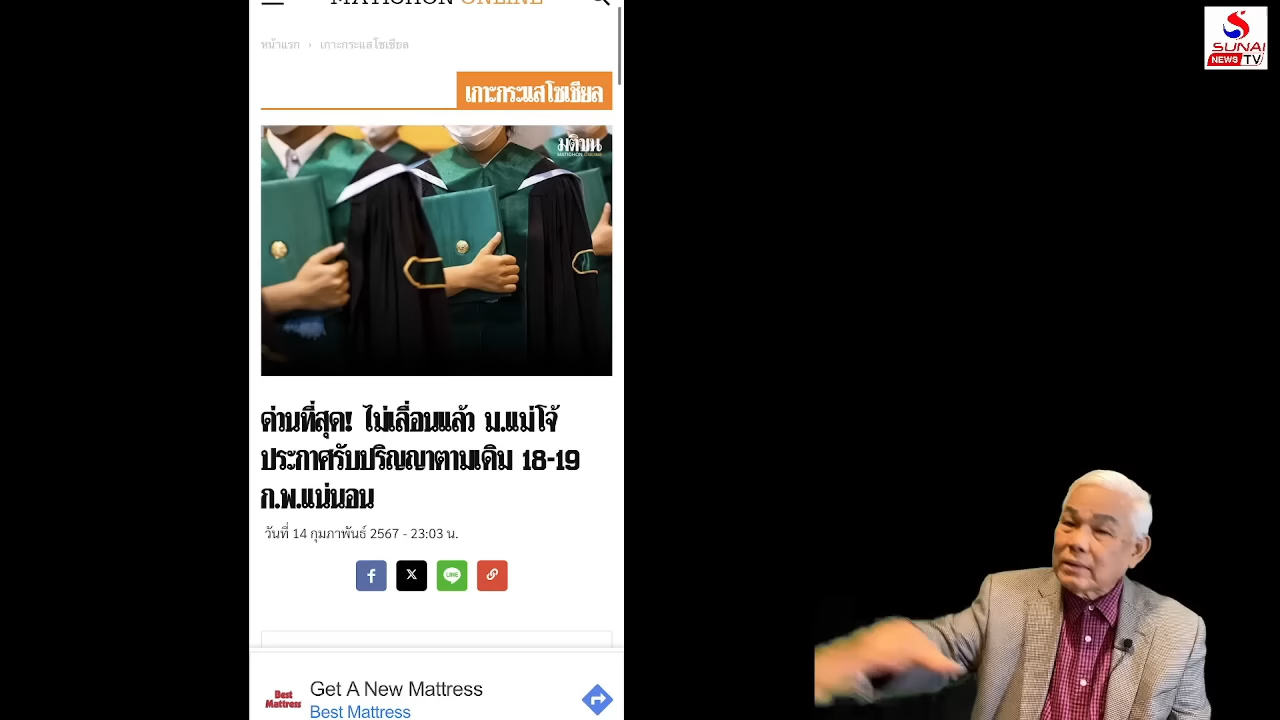 MATICHON ONLINE
หน้าแรก › เกาะกระแสโซเชียล
เกาะกระแสโซเชียล
มติชน
MATICHON ONLINE
ด่วนที่สุด! ไม่เลื่อนแล้ว ม.แม่โจ้
ประกาศรับปริญญาตามเดิม 18-19
ก.พ.แน่นอน
วันที่ 14 กุมภาพันธ์ 2567 - 23:03 น.
LINE
Best
Mattress
Get A New Mattress
Best Mattress
SUNAI
NEWS TV